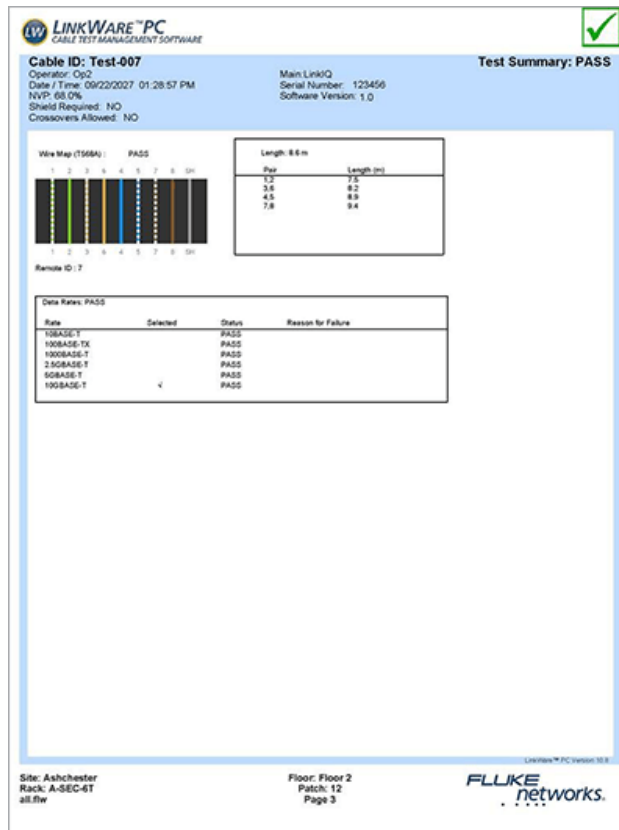 LW LINKWARE™PC
CABLE TEST MANAGEMENT SOFTWARE
Cable ID: Test-007
Test Summary: PASS
Operator: Op2
Date / Time: 09/22/2027 01:28:57 PM
NVP: 68.0%
Shield Required: NO
Crossovers Allowed: NO
Main:LinkIQ
Serial Number: 123456
Software Version: 1.0
Wire Map (T568A) : PASS
1 2 3 6 4 5 7 8 SH
1 2 3 6 4 5 7 8 SH
Remote ID : 7
Length: 8.6 m
Pair Length (m)
1,2 7.5
3,6 8.2
4,5 8.9
7,8 9.4
Data Rates: PASS
Rate Selected Status Reason for Failure
10BASE-T PASS
100BASE-TX PASS
1000BASE-T PASS
2.5GBASE-T PASS
5GBASE-T PASS
10GBASE-T √ PASS
LinkWare™ PC Version 10.8
Site: Ashchester
Rack: A-SEC-6T
all.flw
Floor: Floor 2
Patch: 12
Page 3
FLUKE
networks.